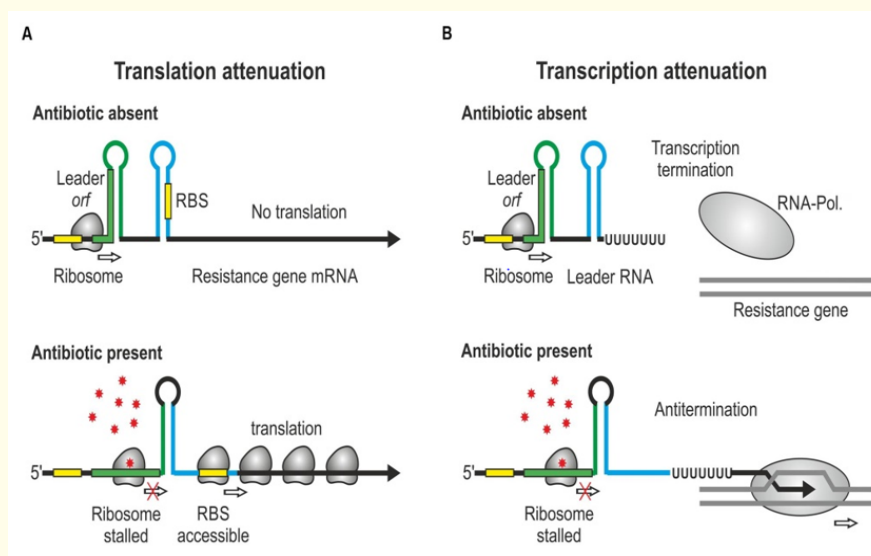 A
Translation attenuation
Antibiotic absent
Leader
orf
RBS
No translation
5'
Ribosome
Resistance gene mRNA
Antibiotic present
translation
5'
Ribosome
stalled
RBS
accessible
B
Transcription attenuation
Antibiotic absent
Transcription
termination
Leader
orf
RNA-Pol.
5'
UUUUUUU
Ribosome
Leader RNA
Resistance gene
Antibiotic present
Antitermination
5'
UUUUUUU
Ribosome
stalled